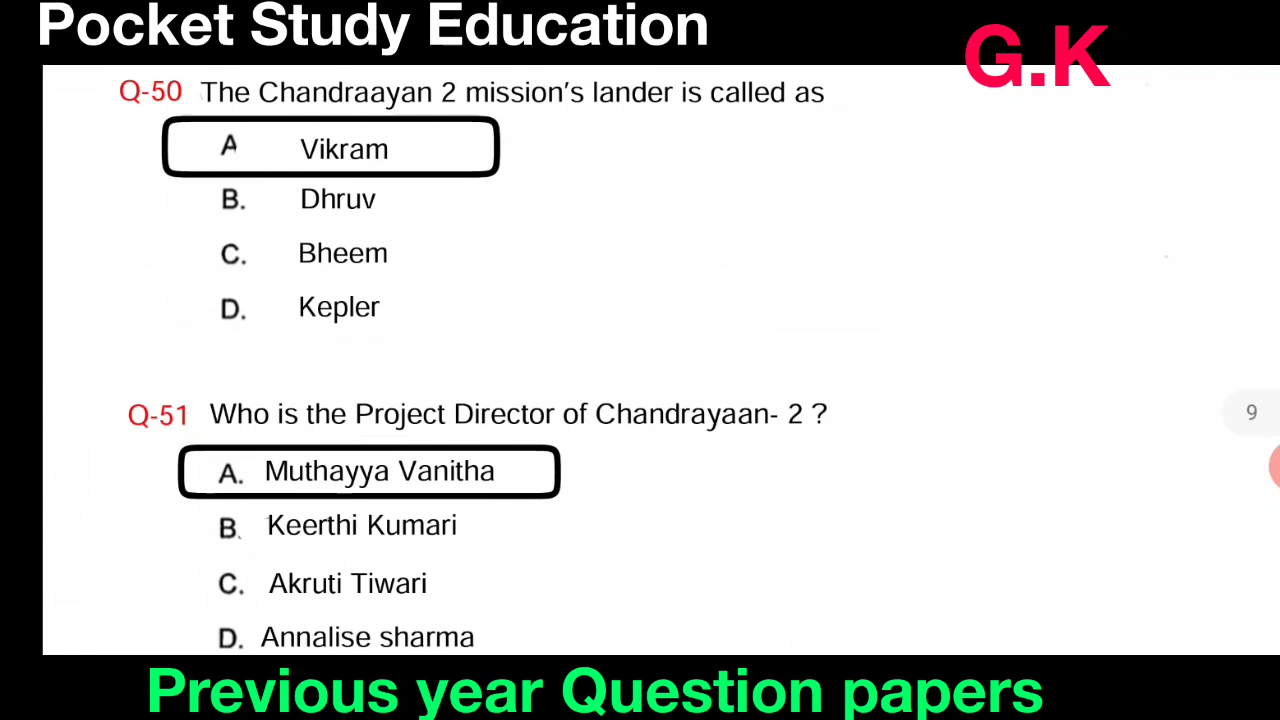 Pocket Study Education
G.K
Q-50 The Chandraayan 2 mission's lander is called as
A Vikram
B. Dhruv
C. Bheem
D. Kepler
Q-51 Who is the Project Director of Chandrayaan- 2 ?
9
A. Muthayya Vanitha
B. Keerthi Kumari
C. Akruti Tiwari
D. Annalise sharma
Previous year Question papers